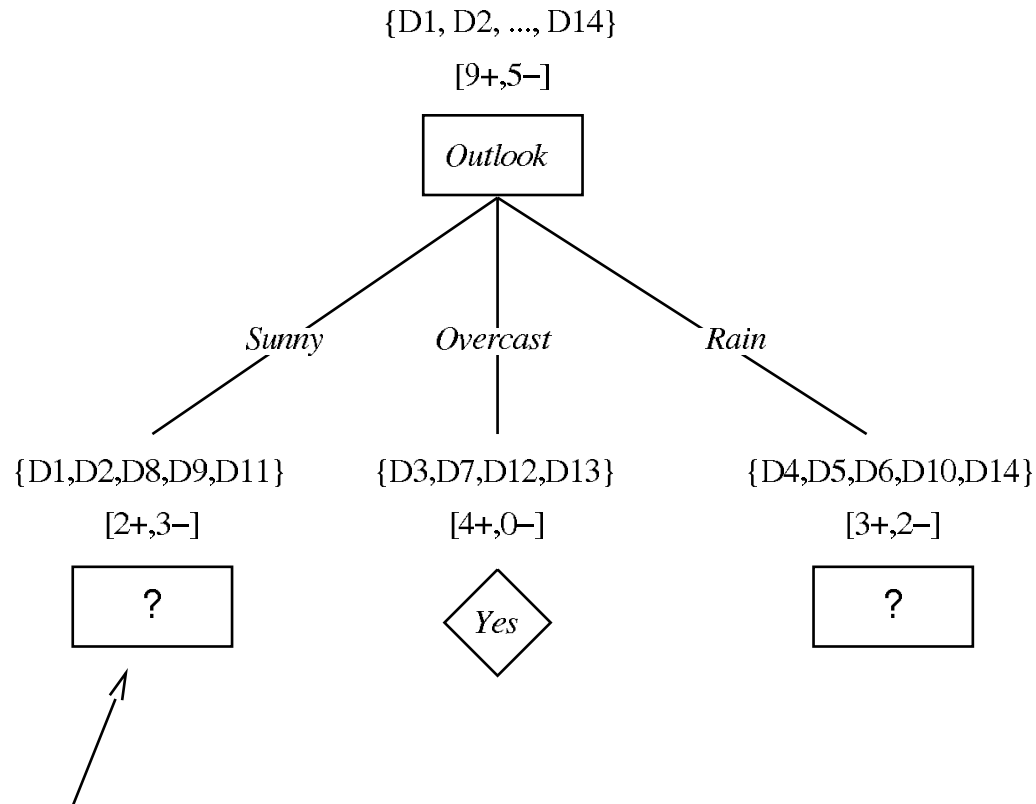 {D1, D2, ..., D14}
[9+,5−]
Outlook
Sunny Overcast Rain
{D1,D2,D8,D9,D11} {D3,D7,D12,D13} {D4,D5,D6,D10,D14}
[2+,3−] [4+,0−] [3+,2−]
? Yes ?